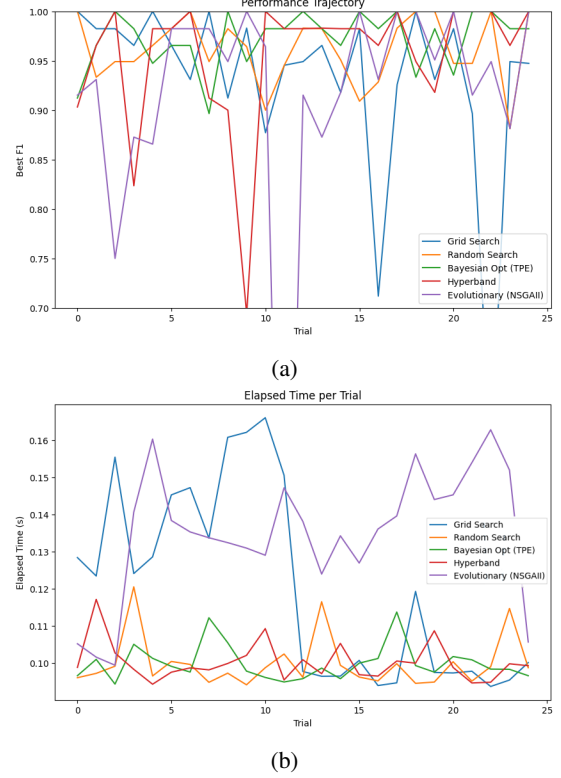 Performance Trajectory
1.00
0.95
0.90
0.85
0.80
0.75
0.70
Best F1
0
5
10
15
20
25
Trial
Grid Search
Random Search
Bayesian Opt (TPE)
Hyperband
Evolutionary (NSGAII)
(a)
Elapsed Time per Trial
0.16
0.15
0.14
0.13
0.12
0.11
0.10
Elapsed Time (s)
0
5
10
15
20
25
Trial
Grid Search
Random Search
Bayesian Opt (TPE)
Hyperband
Evolutionary (NSGAII)
(b)